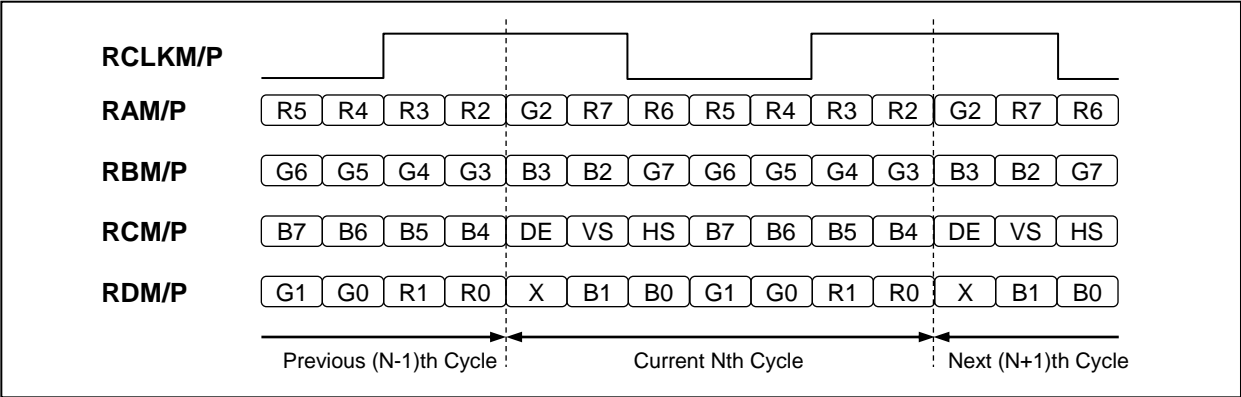 RCLKM/P
RAM/P R5 R4 R3 R2 G2 R7 R6 R5 R4 R3 R2 G2 R7 R6
RBM/P G6 G5 G4 G3 B3 B2 G7 G6 G5 G4 G3 B3 B2 G7
RCM/P B7 B6 B5 B4 DE VS HS B7 B6 B5 B4 DE VS HS
RDM/P G1 G0 R1 R0 X B1 B0 G1 G0 R1 R0 X B1 B0
Previous (N-1)th Cycle Current Nth Cycle Next (N+1)th Cycle